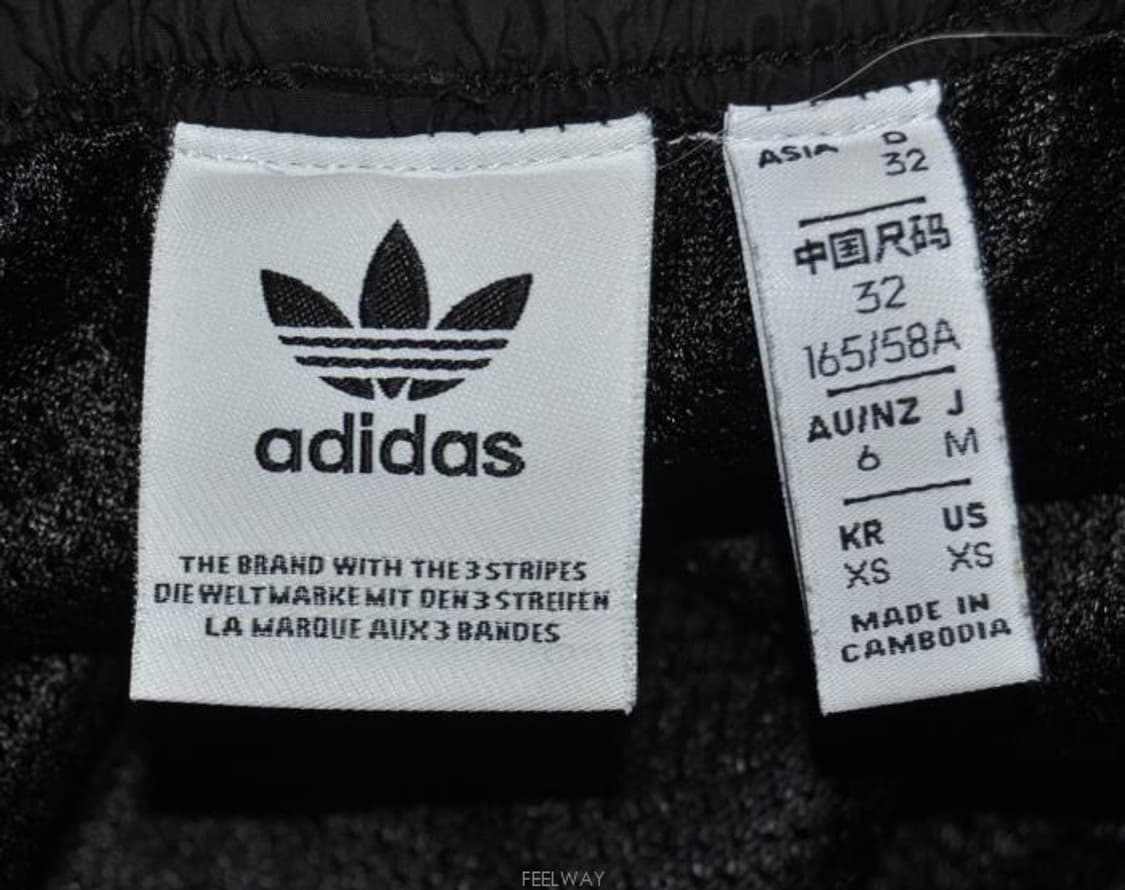 adidas
THE BRAND WITH THE 3 STRIPES
DIE WELTMARKE MIT DEN 3 STREIFEN
LA MARQUE AUX 3 BANDES
ASIA D
32
中国尺码
32
165/58A
AU/NZ J
6 M
KR US
XS XS
MADE IN
CAMBODIA
FEELWAY